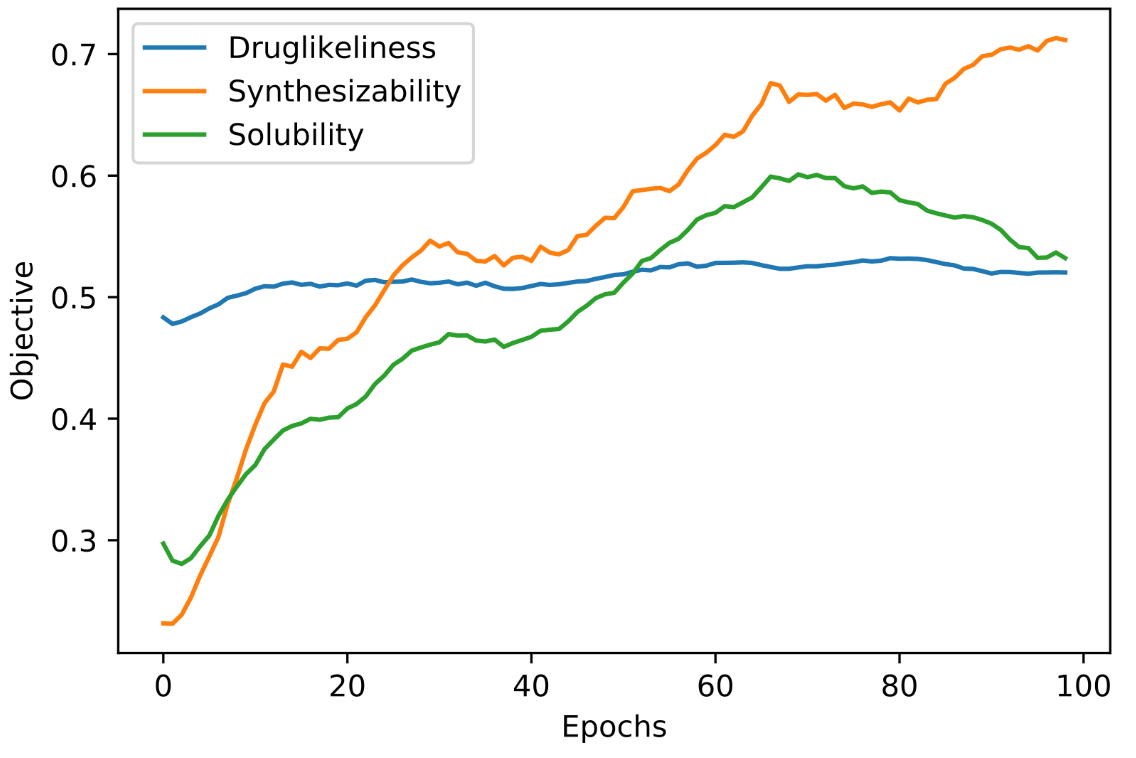 Druglikeliness
Synthesizability
Solubility
0.7
0.6
0.5
0.4
0.3
Objective
0 20 40 60 80 100
Epochs